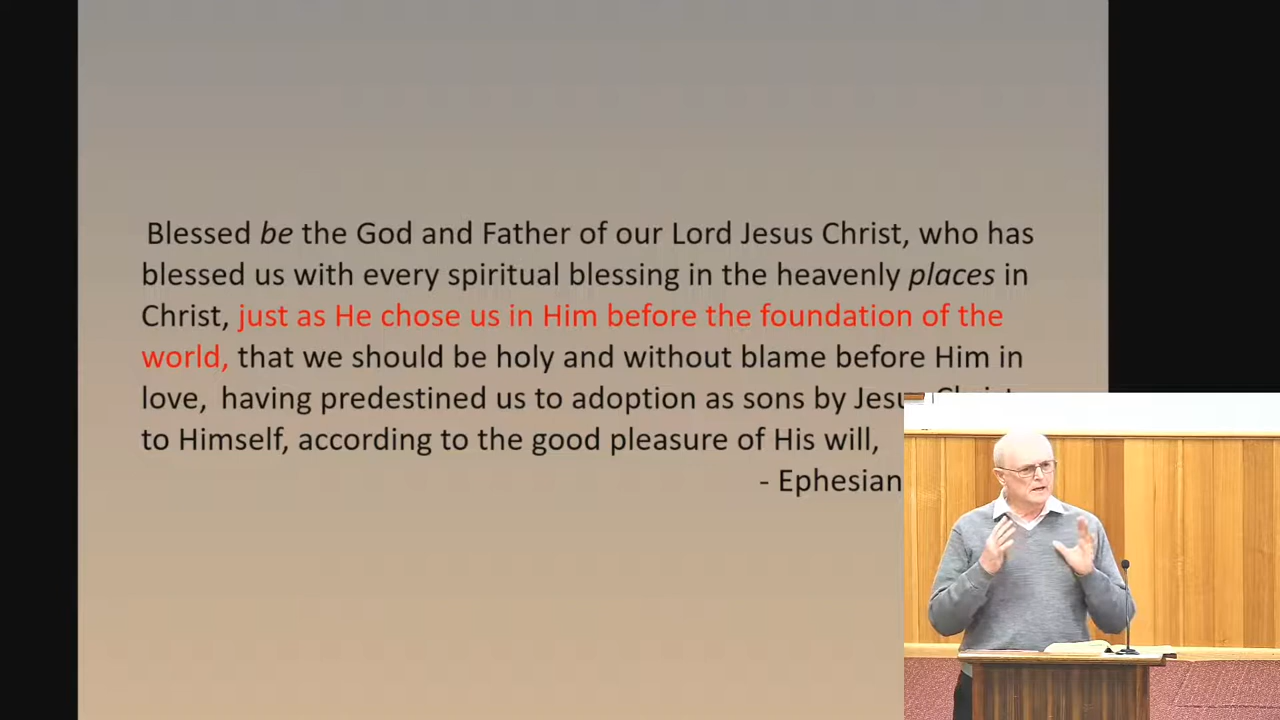 Blessed be the God and Father of our Lord Jesus Christ, who has
blessed us with every spiritual blessing in the heavenly places in
Christ, just as He chose us in Him before the foundation of the
world, that we should be holy and without blame before Him in
love, having predestined us to adoption as sons by Jesus Christ
to Himself, according to the good pleasure of His will,
- Ephesian